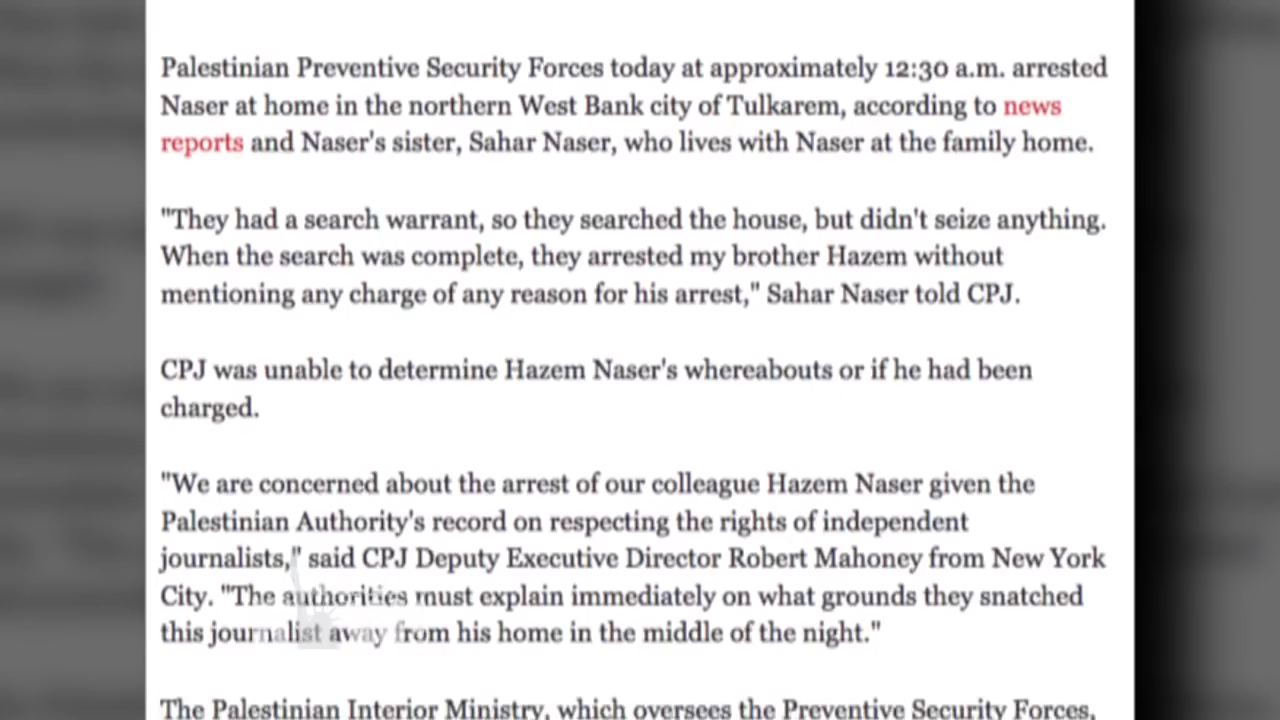 Palestinian Preventive Security Forces today at approximately 12:30 a.m. arrested
Naser at home in the northern West Bank city of Tulkarem, according to news
reports and Naser's sister, Sahar Naser, who lives with Naser at the family home.
"They had a search warrant, so they searched the house, but didn't seize anything.
When the search was complete, they arrested my brother Hazem without
mentioning any charge of any reason for his arrest," Sahar Naser told CPJ.
CPJ was unable to determine Hazem Naser's whereabouts or if he had been
charged.
"We are concerned about the arrest of our colleague Hazem Naser given the
Palestinian Authority's record on respecting the rights of independent
journalists," said CPJ Deputy Executive Director Robert Mahoney from New York
City. "The authorities must explain immediately on what grounds they snatched
this journalist away from his home in the middle of the night."
The Palestinian Interior Ministry, which oversees the Preventive Security Forces,